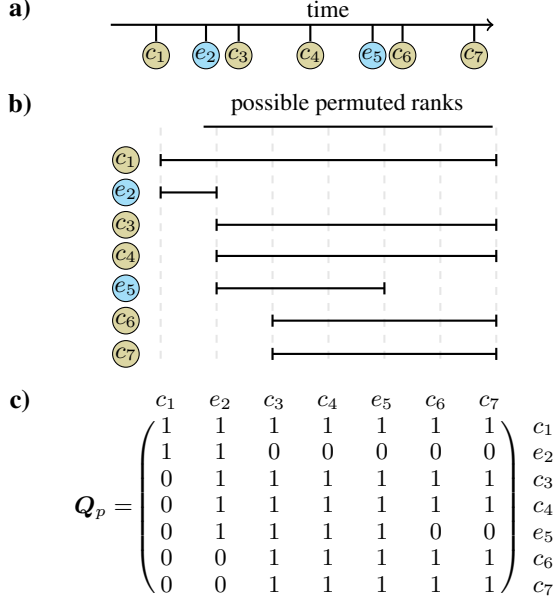 a)
time
c₁ e₂ c₃ c₄ e₅ c₆ c₇
b)
possible permuted ranks
c₁
e₂
c₃
c₄
e₅
c₆
c₇
c)
c₁ e₂ c₃ c₄ e₅ c₆ c₇
1 1 1 1 1 1 1 c₁
1 1 0 0 0 0 0 e₂
0 1 1 1 1 1 1 c₃
Qₚ = 0 1 1 1 1 1 1 c₄
0 1 1 1 1 0 0 e₅
0 0 1 1 1 1 1 c₆
0 0 1 1 1 1 1 c₇